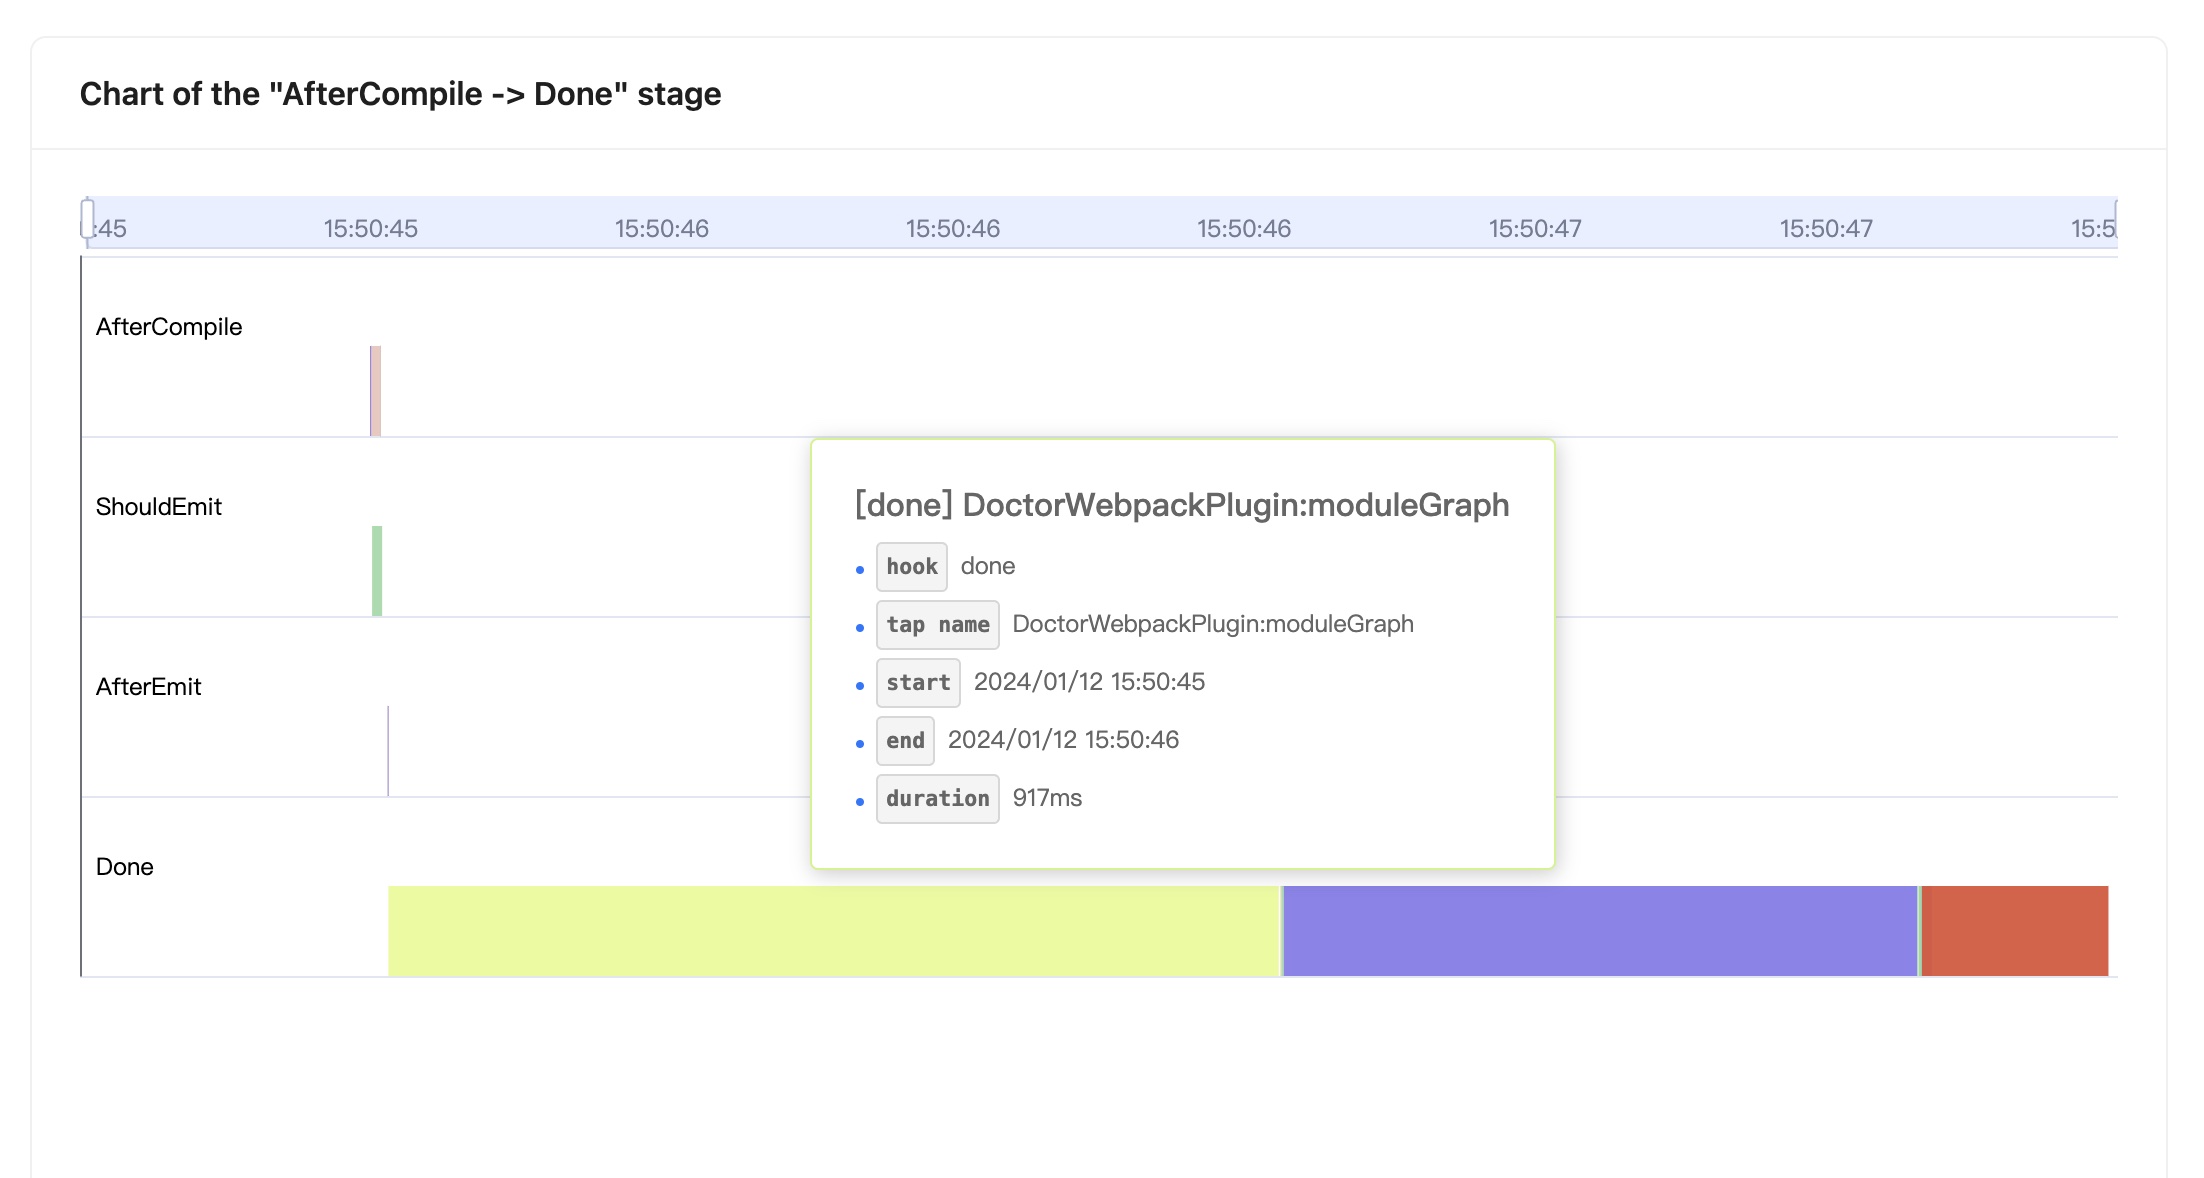 Chart of the "AfterCompile -> Done" stage
:45 15:50:45 15:50:46 15:50:46 15:50:46 15:50:47 15:50:47 15:5
AfterCompile
ShouldEmit
AfterEmit
Done
[done] DoctorWebpackPlugin:moduleGraph
hook done
tap name DoctorWebpackPlugin:moduleGraph
start 2024/01/12 15:50:45
end 2024/01/12 15:50:46
duration 917ms